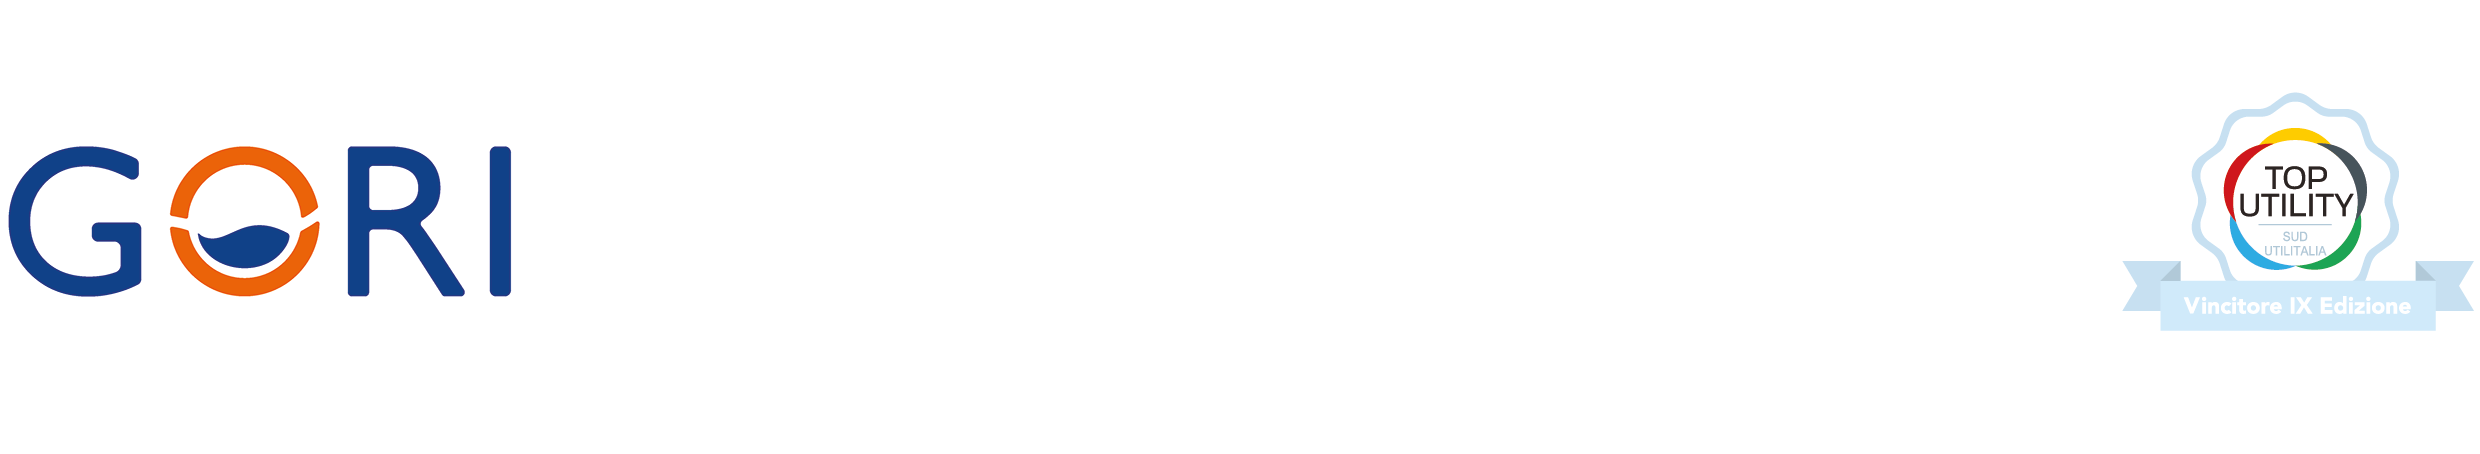 GORI
TOP
UTILITY
SUD
UTILITALIA
Vincitore IX Edizione